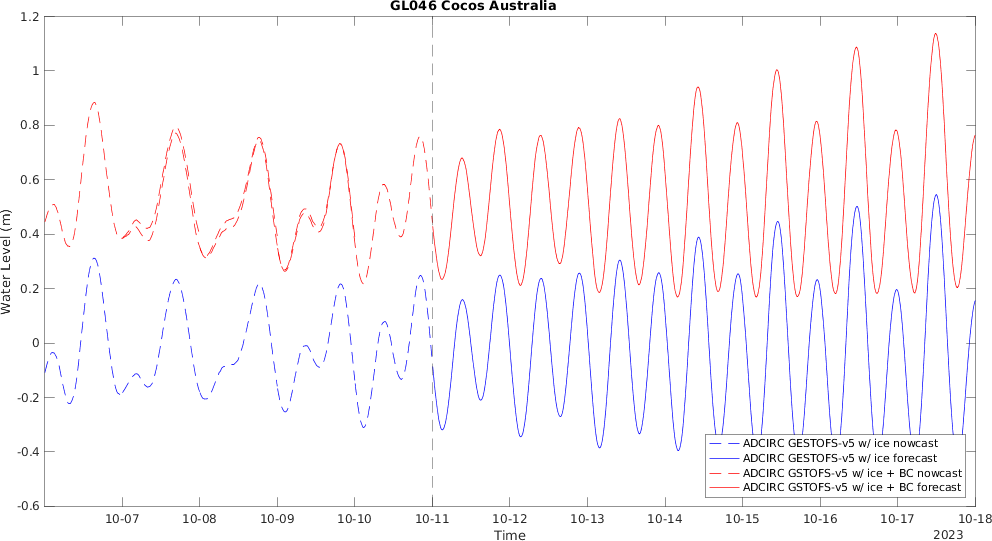 GL046 Cocos Australia
1.2
1
0.8
0.6
0.4
0.2
0
-0.2
-0.4
-0.6
Water Level (m)
ADCIRC GESTOFS-v5 w/ ice nowcast
ADCIRC GESTOFS-v5 w/ ice forecast
ADCIRC GSTOFS-v5 w/ ice + BC nowcast
ADCIRC GSTOFS-v5 w/ ice + BC forecast
10-07 10-08 10-09 10-10 10-11 10-12 10-13 10-14 10-15 10-16 10-17 10-18
Time
2023